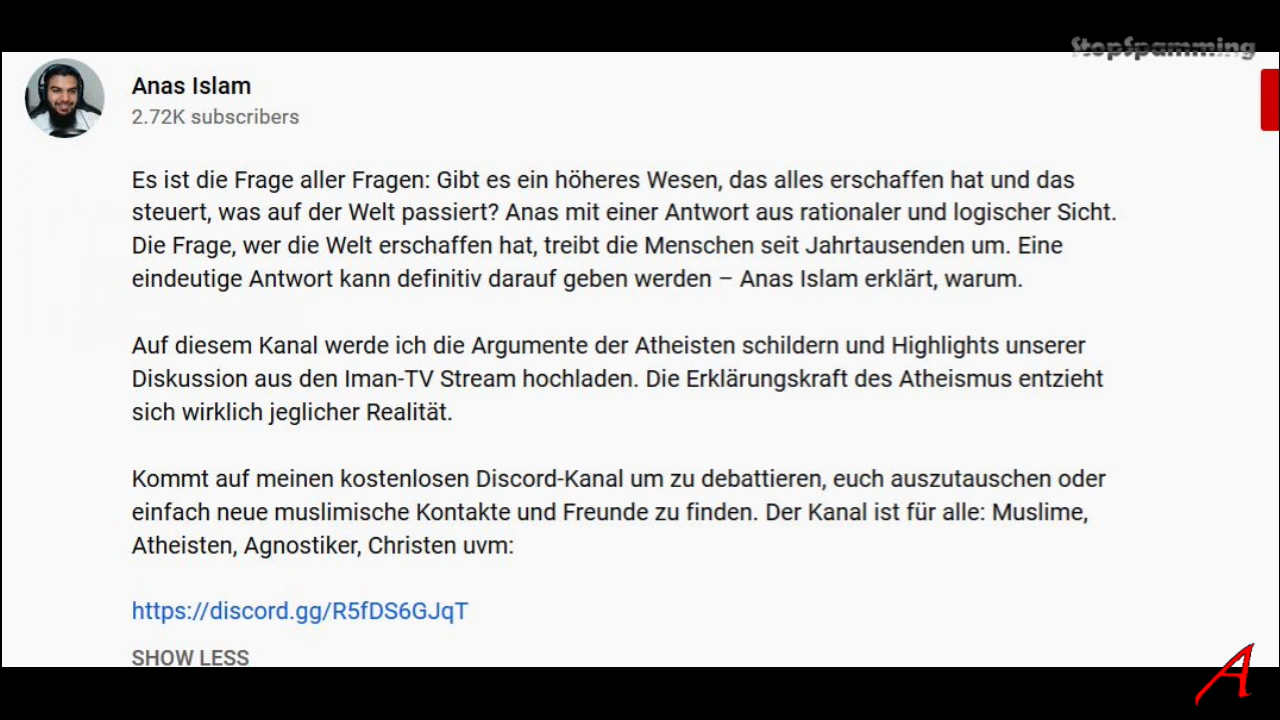 StopSpamming
Anas Islam
2.72K subscribers
Es ist die Frage aller Fragen: Gibt es ein höheres Wesen, das alles erschaffen hat und das
steuert, was auf der Welt passiert? Anas mit einer Antwort aus rationaler und logischer Sicht.
Die Frage, wer die Welt erschaffen hat, treibt die Menschen seit Jahrtausenden um. Eine
eindeutige Antwort kann definitiv darauf geben werden – Anas Islam erklärt, warum.
Auf diesem Kanal werde ich die Argumente der Atheisten schildern und Highlights unserer
Diskussion aus den Iman-TV Stream hochladen. Die Erklärungskraft des Atheismus entzieht
sich wirklich jeglicher Realität.
Kommt auf meinen kostenlosen Discord-Kanal um zu debattieren, euch auszutauschen oder
einfach neue muslimische Kontakte und Freunde zu finden. Der Kanal ist für alle: Muslime,
Atheisten, Agnostiker, Christen uvm:
https://discord.gg/R5fDS6GJqT
SHOW LESS
A